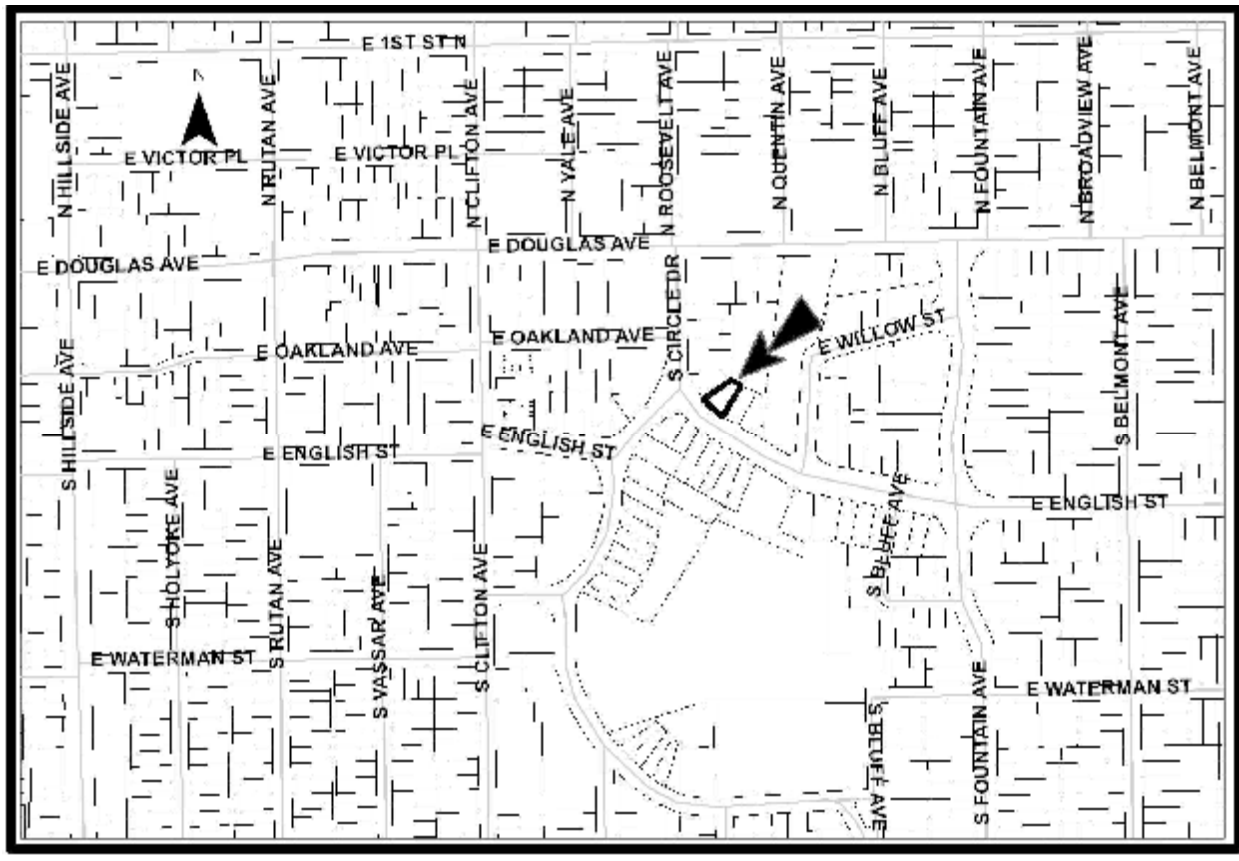 E 1ST ST N
N HILLSIDE AVE
N
N RUTAN AVE
N CLIFTON AVE
N YALE AVE
N ROOSEVELT AVE
N QUENTIN AVE
N BLUFF AVE
N FOUNTAIN AVE
N BROADVIEW AVE
N BELMONT AVE
E VICTOR PL
E VICTOR PL
E DOUGLAS AVE
E DOUGLAS AVE
S CIRCLE DR
E WILLOW ST
S BELMONT AVE
E OAKLAND AVE
E OAKLAND AVE
S HILLSIDE AVE
E ENGLISH ST
E ENGLISH ST
E ENGLISH ST
S HOLYOKE AVE
S RUTAN AVE
S VASSAR AVE
S CLIFTON AVE
S BLUFF AVE
E WATERMAN ST
E WATERMAN ST
S BLUFF AVE
S FOUNTAIN AVE